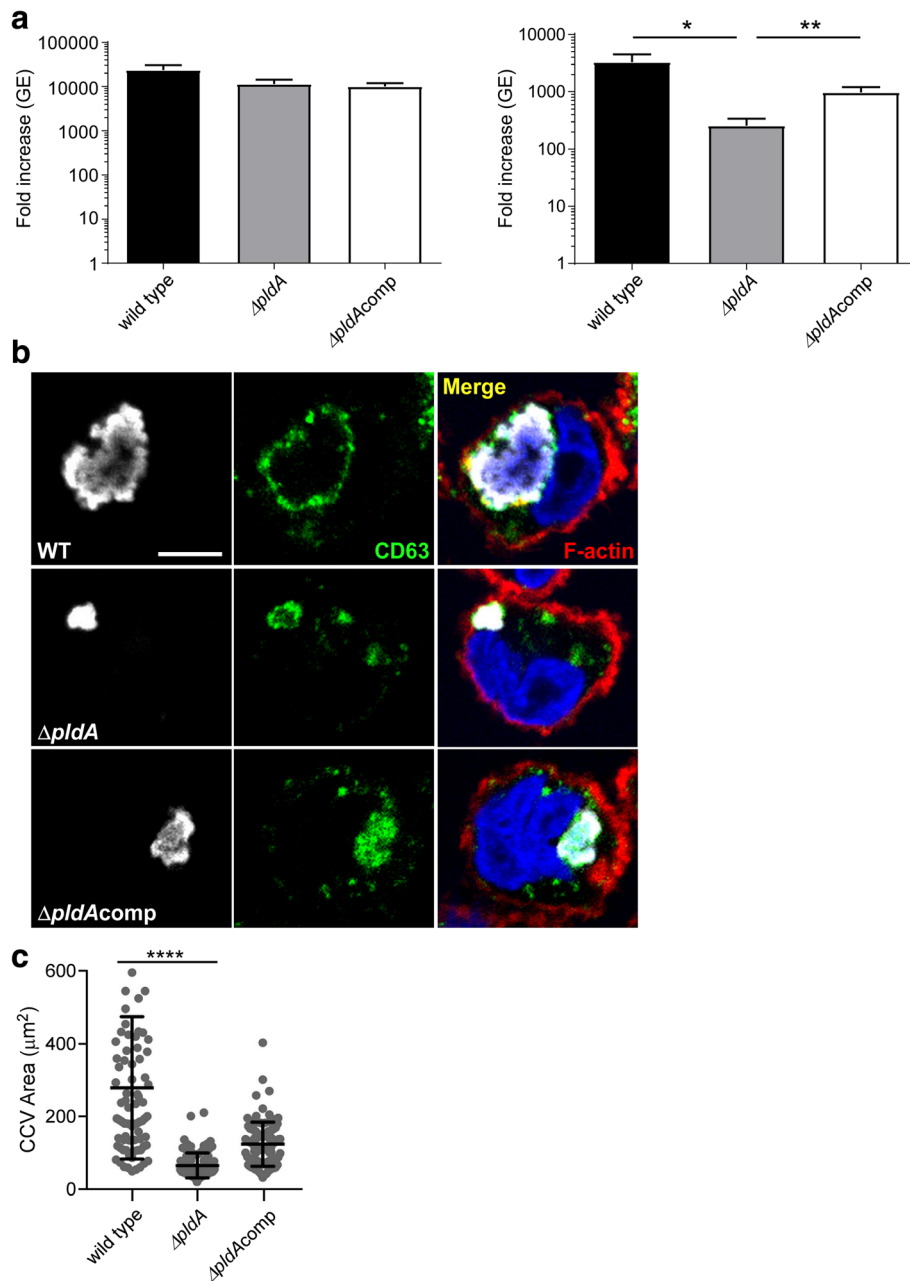 a
Fold increase (GE)
100000
10000
1000
100
10
1
wild type
ΔpldA
ΔpldAcomp
Fold increase (GE)
10000
1000
100
10
1
*
**
wild type
ΔpldA
ΔpldAcomp
b
WT
CD63
Merge
F-actin
ΔpldA
ΔpldAcomp
c
CCV Area (μm²)
600
400
200
0
****
wild type
ΔpldA
ΔpldAcomp